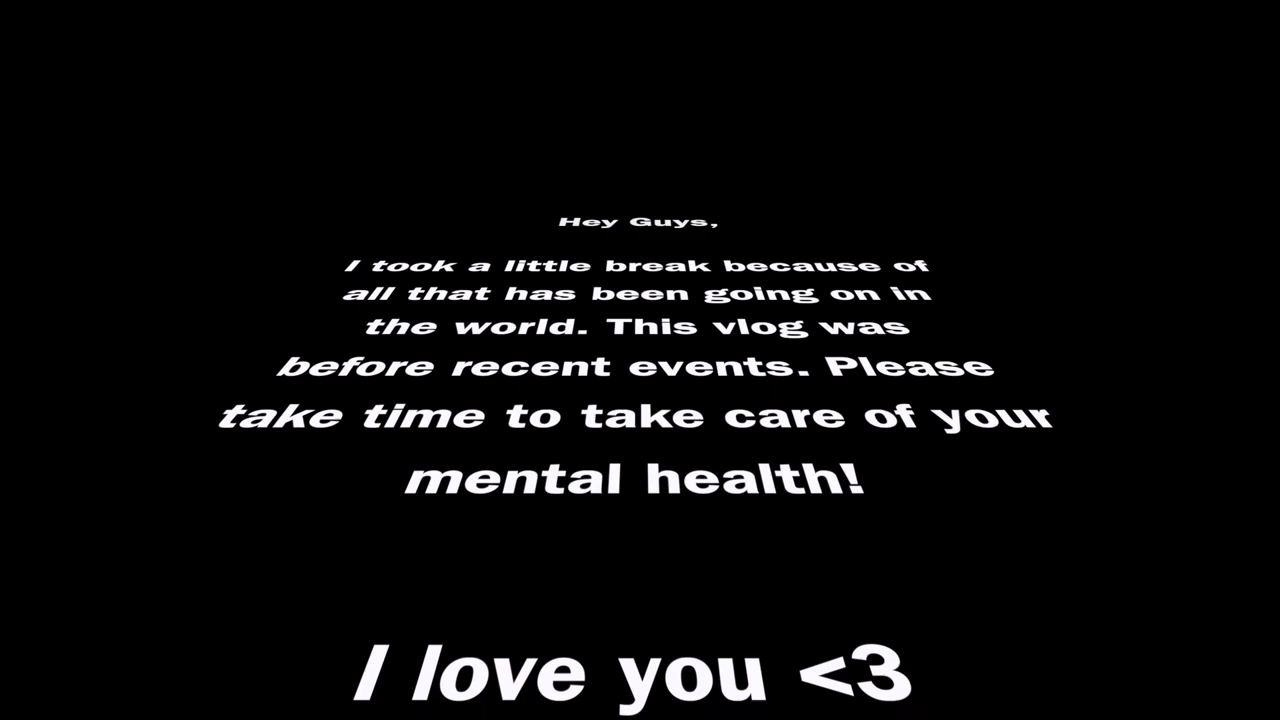 Hey Guys,
I took a little break because of
all that has been going on in
the world. This vlog was
before recent events. Please
take time to take care of your
mental health!
I love you <3